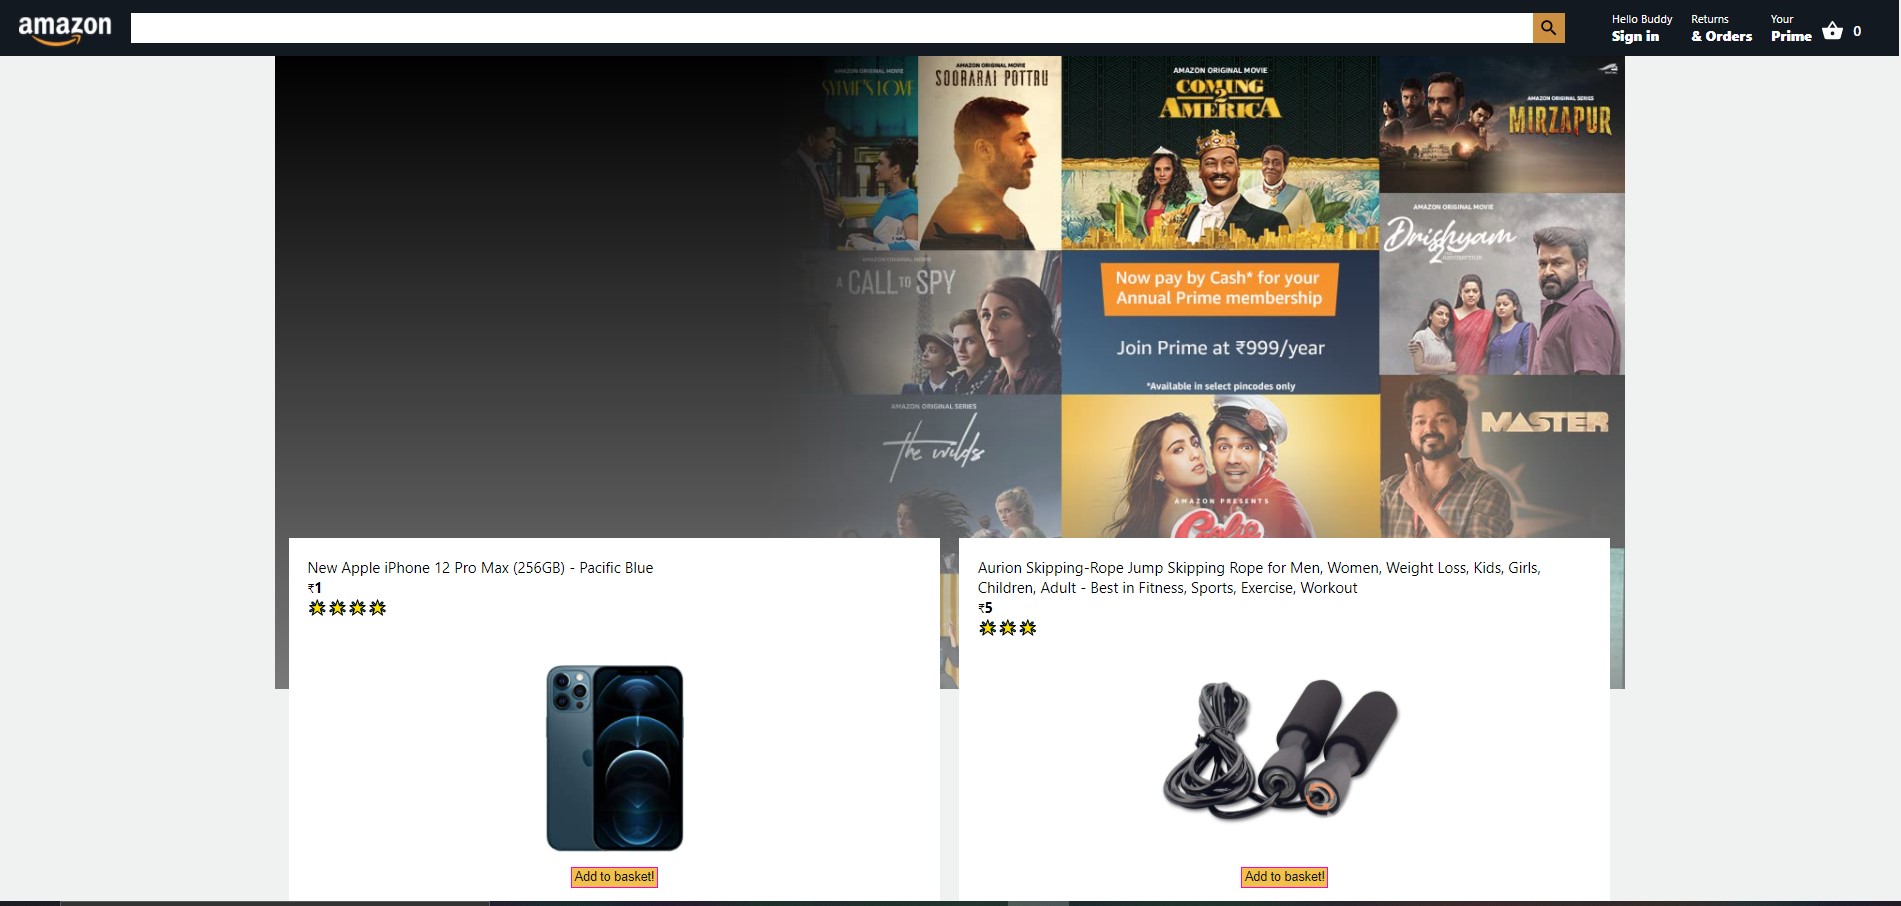 amazon
Hello Buddy
Sign in
Returns
& Orders
Your
Prime
0
AMAZON ORIGINAL MOVIE
SYLVIE'S LOVE
AMAZON ORIGINAL MOVIE
SOORARAI POTTRU
AMAZON ORIGINAL MOVIE
COMING
2
AMERICA
AMAZON ORIGINAL SERIES
MIRZAPUR
AMAZON ORIGINAL MOVIE
Drishyam
2
AMAZON ORIGINAL MOVIE
A CALL TO SPY
Now pay by Cash* for your
Annual Prime membership
Join Prime at ₹999/year
*Available in select pincodes only
AMAZON ORIGINAL SERIES
the wilds
MASTER
AMAZON PRESENTS
New Apple iPhone 12 Pro Max (256GB) - Pacific Blue
₹1
Aurion Skipping-Rope Jump Skipping Rope for Men, Women, Weight Loss, Kids, Girls,
Children, Adult - Best in Fitness, Sports, Exercise, Workout
₹5
Add to basket!
Add to basket!